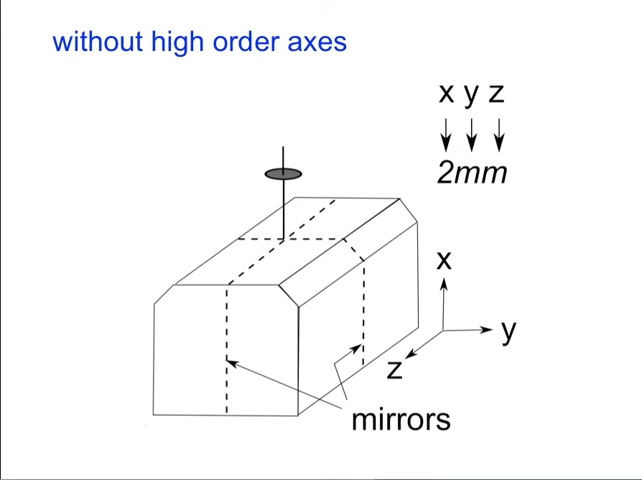 without high order axes
x y z
2mm
x
y
z
mirrors